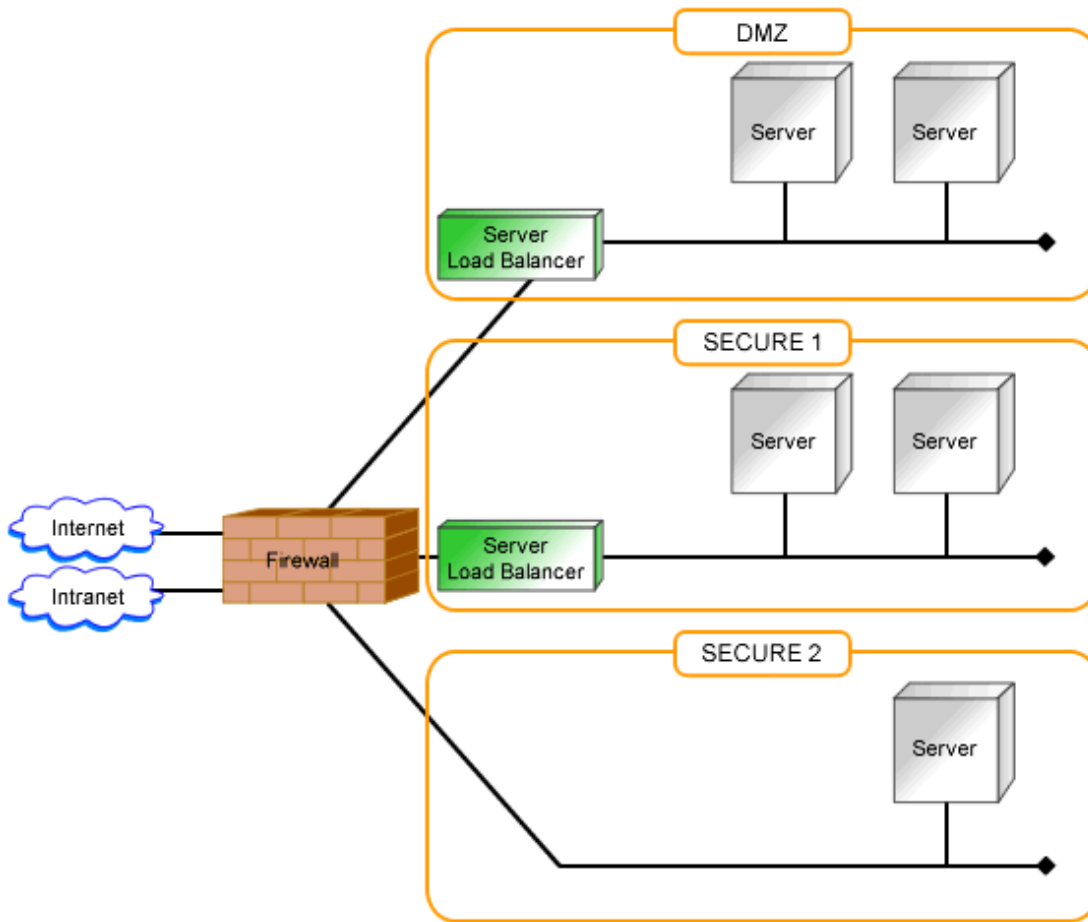 DMZ
Server
Server
Server
Load Balancer
SECURE 1
Server
Server
Internet
Firewall
Server
Load Balancer
Intranet
SECURE 2
Server